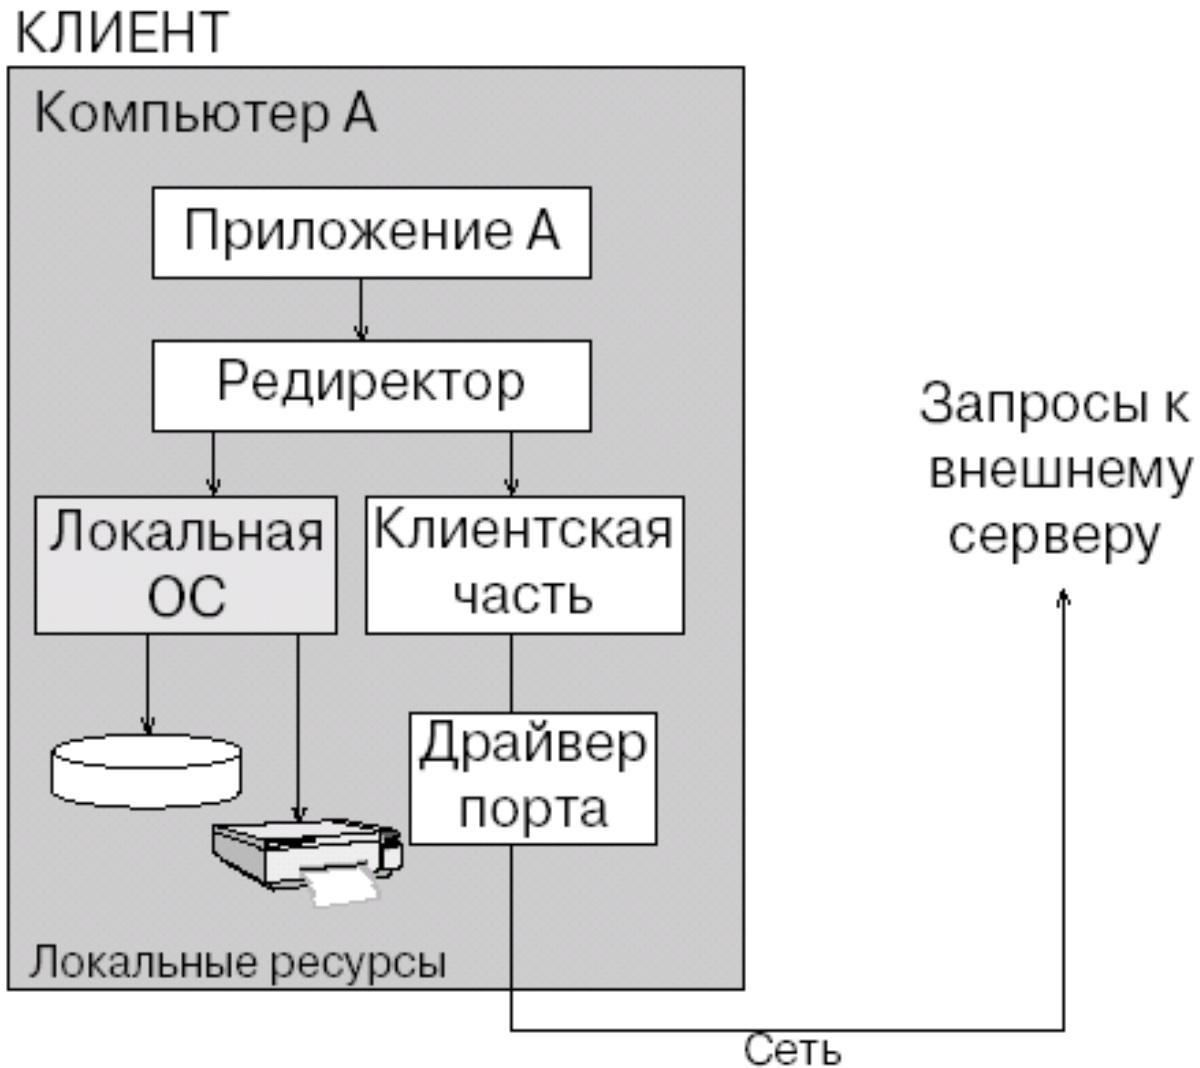 КЛИЕНТ
Компьютер А
Приложение А
Редиректор
Локальная
ОС
Клиентская
часть
Драйвер
порта
Локальные ресурсы
Сеть
Запросы к
внешнему
серверу